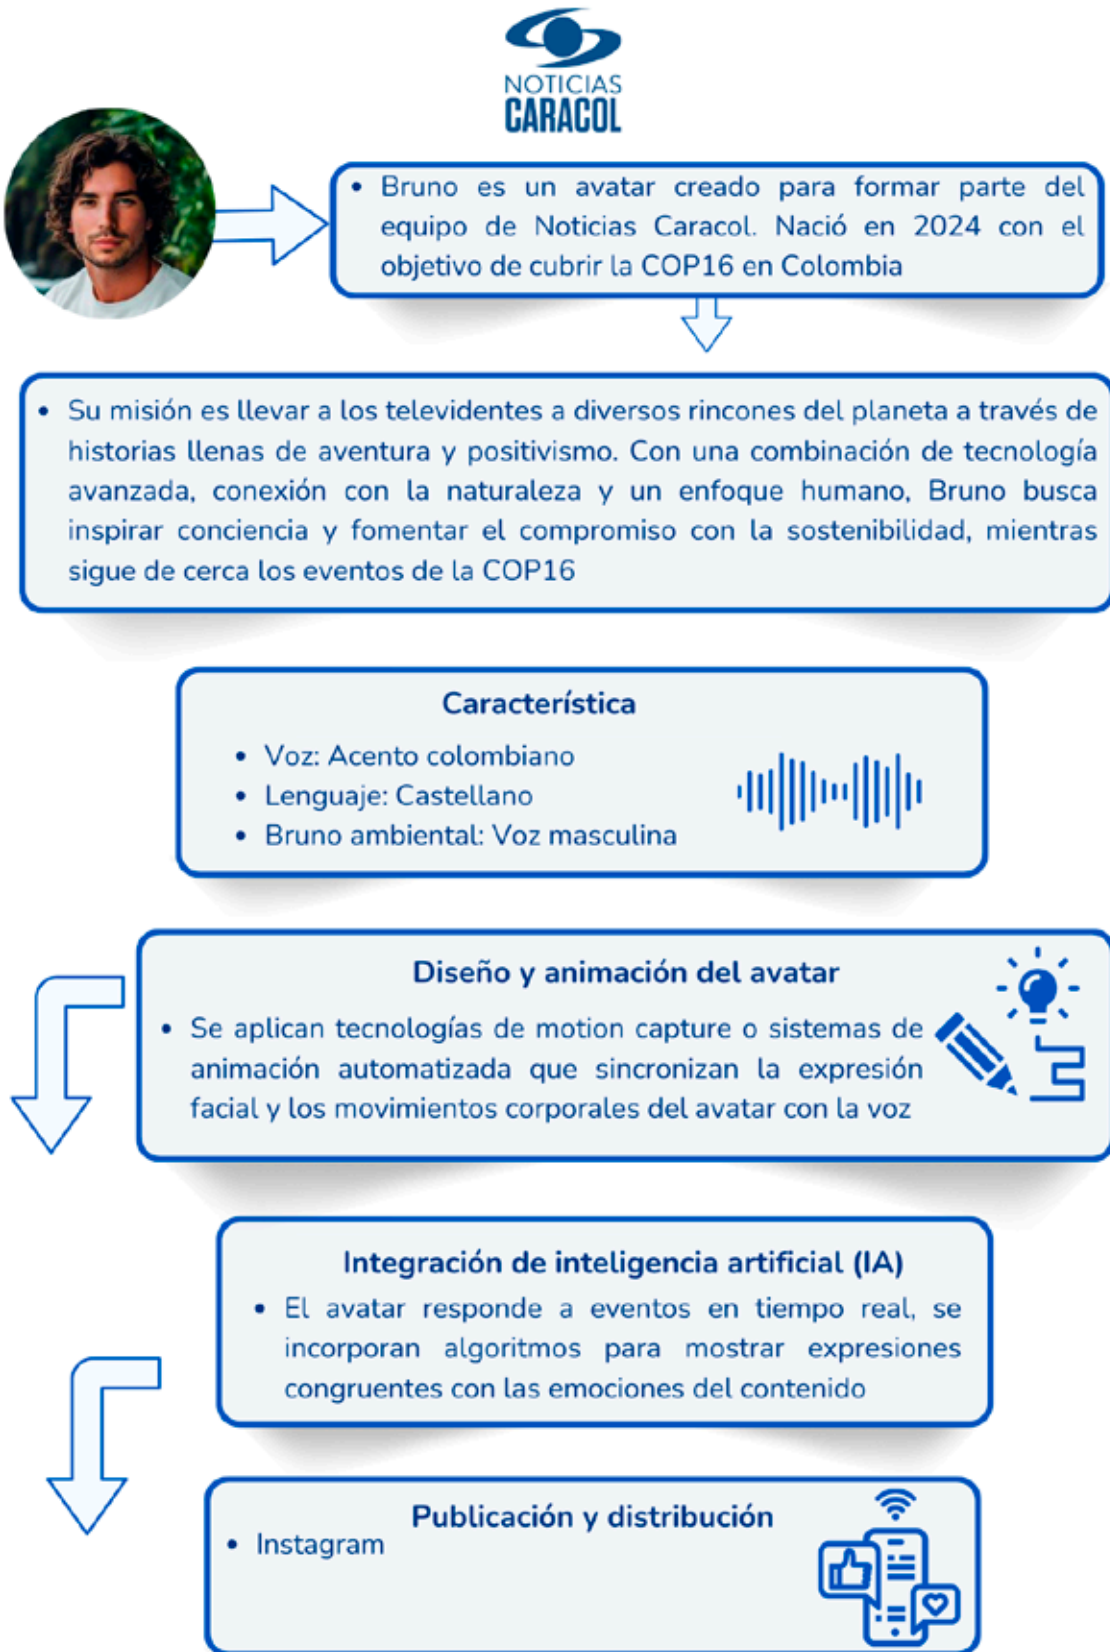 NOTICIAS
CARACOL
• Bruno es un avatar creado para formar parte del
equipo de Noticias Caracol. Nació en 2024 con el
objetivo de cubrir la COP16 en Colombia
• Su misión es llevar a los televidentes a diversos rincones del planeta a través de
historias llenas de aventura y positivismo. Con una combinación de tecnología
avanzada, conexión con la naturaleza y un enfoque humano, Bruno busca
inspirar conciencia y fomentar el compromiso con la sostenibilidad, mientras
sigue de cerca los eventos de la COP16
Característica
• Voz: Acento colombiano
• Lenguaje: Castellano
• Bruno ambiental: Voz masculina
Diseño y animación del avatar
• Se aplican tecnologías de motion capture o sistemas de
animación automatizada que sincronizan la expresión
facial y los movimientos corporales del avatar con la voz
Integración de inteligencia artificial (IA)
• El avatar responde a eventos en tiempo real, se
incorporan algoritmos para mostrar expresiones
congruentes con las emociones del contenido
Publicación y distribución
• Instagram